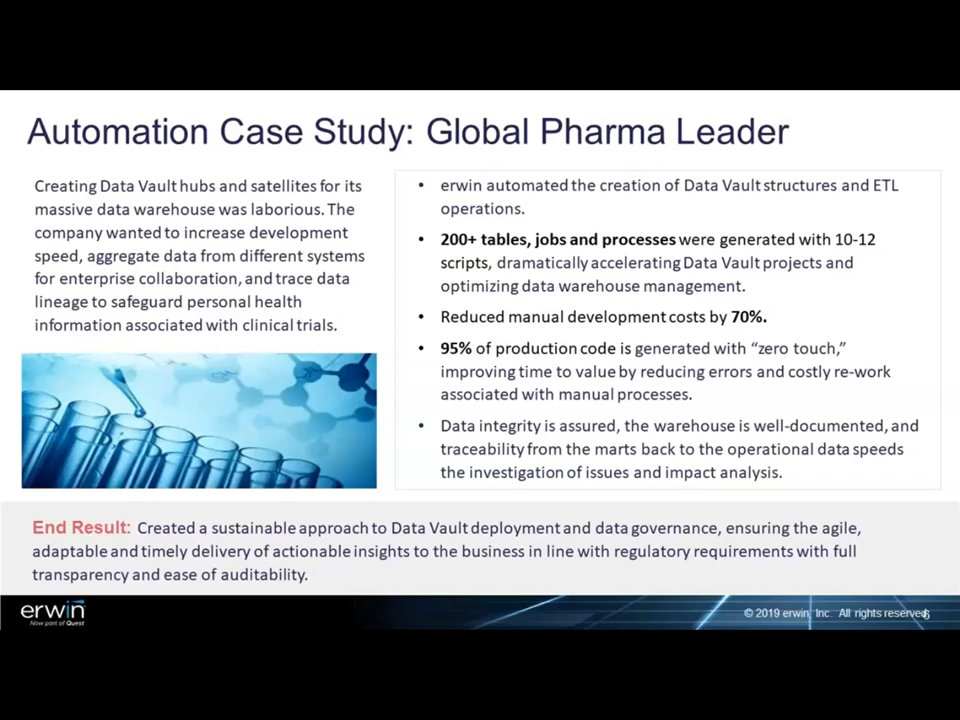 Automation Case Study: Global Pharma Leader
Creating Data Vault hubs and satellites for its
massive data warehouse was laborious. The
company wanted to increase development
speed, aggregate data from different systems
for enterprise collaboration, and trace data
lineage to safeguard personal health
information associated with clinical trials.
• erwin automated the creation of Data Vault structures and ETL
operations.
• 200+ tables, jobs and processes were generated with 10-12
scripts, dramatically accelerating Data Vault projects and
optimizing data warehouse management.
• Reduced manual development costs by 70%.
• 95% of production code is generated with “zero touch,”
improving time to value by reducing errors and costly re-work
associated with manual processes.
• Data integrity is assured, the warehouse is well-documented, and
traceability from the marts back to the operational data speeds
the investigation of issues and impact analysis.
End Result: Created a sustainable approach to Data Vault deployment and data governance, ensuring the agile,
adaptable and timely delivery of actionable insights to the business in line with regulatory requirements with full
transparency and ease of auditability.
erwin
Now part of Quest
© 2019 erwin, Inc. All rights reserved.
6